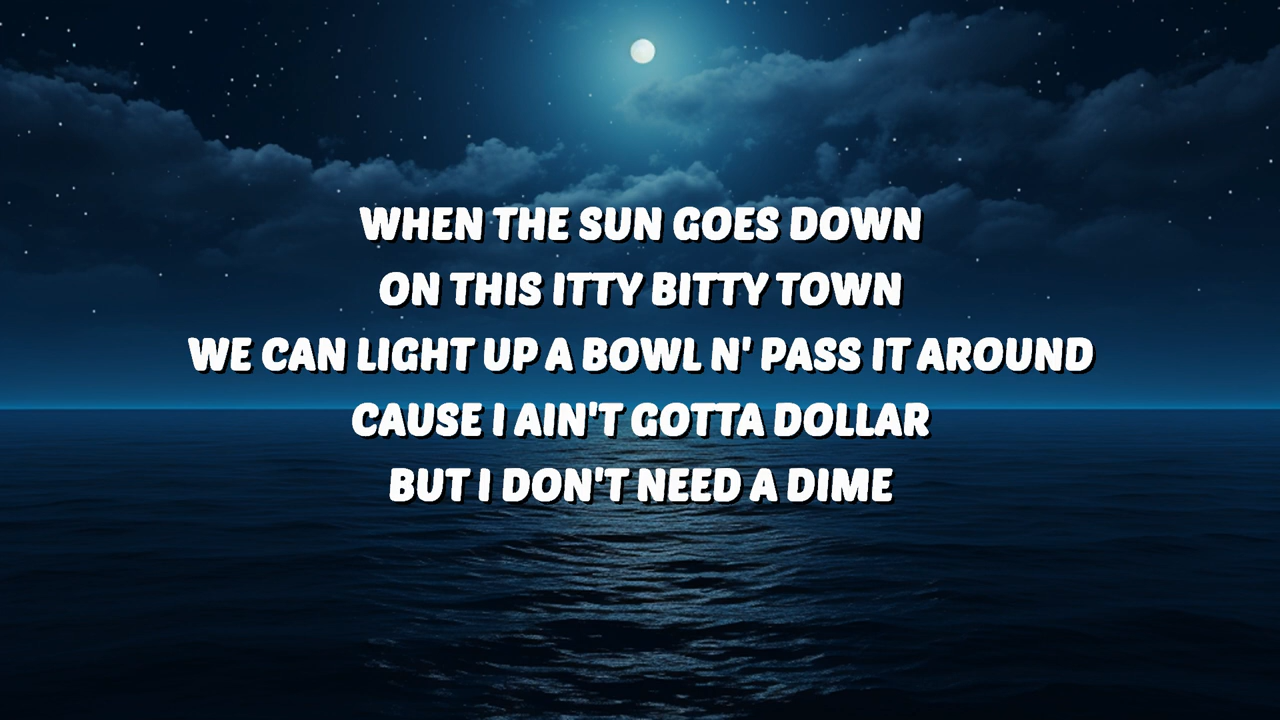 WHEN THE SUN GOES DOWN
ON THIS ITTY BITTY TOWN
WE CAN LIGHT UP A BOWL N' PASS IT AROUND
CAUSE I AIN'T GOTTA DOLLAR
BUT I DON'T NEED A DIME